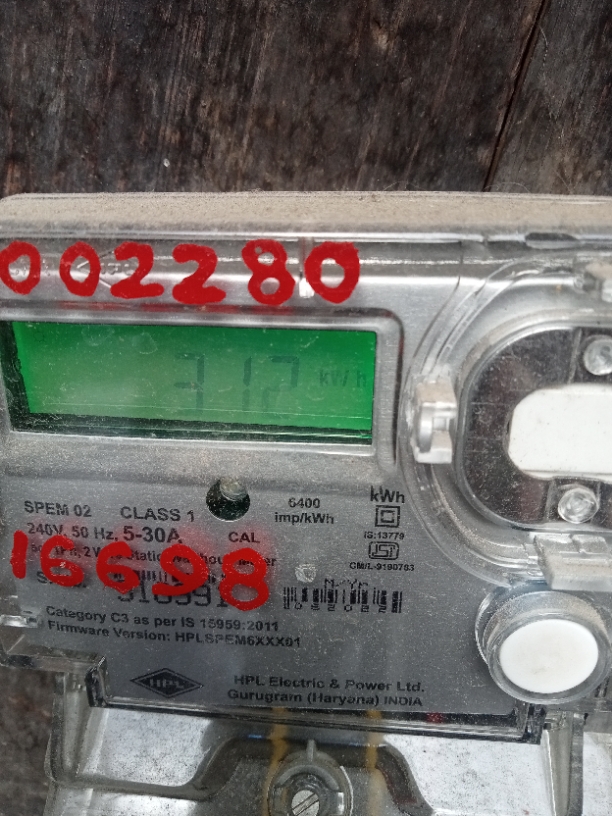 002280
312 kWh
SPEM 02 CLASS 1
6400 imp/kWh
kWh
240V, 50 Hz, 5-30A CAL
IS:13779
CM/L-9190763
16698
Category C3 as per IS 15959:2011
Firmware Version: HPLSPEM6XXX01
HPL
HPL Electric & Power Ltd.
Gurugram (Haryana) INDIA